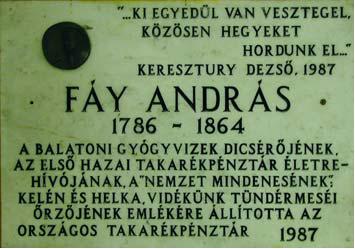 "...KI EGYEDÜL VAN VESZTEGEL,
KÖZÖSEN HEGYEKET
HORDUNK EL..."
KERESZTURY DEZSŐ, 1987
FÁY ANDRÁS
1786 - 1864
A BALATONI GYÓGYVIZEK DICSÉRŐJÉNEK,
AZ ELSŐ HAZAI TAKARÉKPÉNZTÁR ÉLETRE-
HÍVÓJÁNAK, A "NEMZET MINDENESÉNEK",
KELÉN ÉS HELKA, VIDÉKÜNK TÜNDÉRMESÉI
ŐRZŐJÉNEK EMLÉKÉRE ÁLLÍTOTTA AZ
ORSZÁGOS TAKARÉKPÉNZTÁR 1987